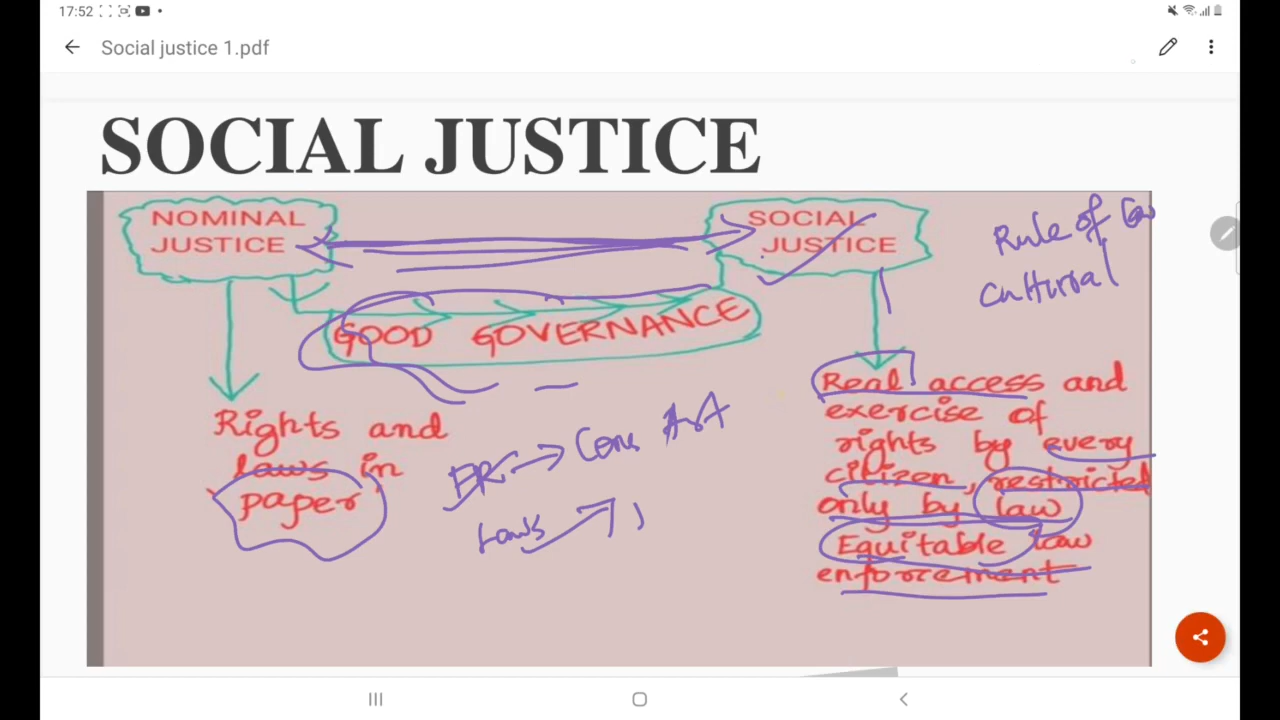 17:52
Social justice 1.pdf
SOCIAL JUSTICE
NOMINAL
JUSTICE
SOCIAL
JUSTICE
Rule of law
Cultural
GOOD GOVERNANCE
Rights and
laws in
paper
FR → Cons
Laws
Real access and
exercise of
rights by every
citizen, restricted
only by law
Equitable law
enforcement